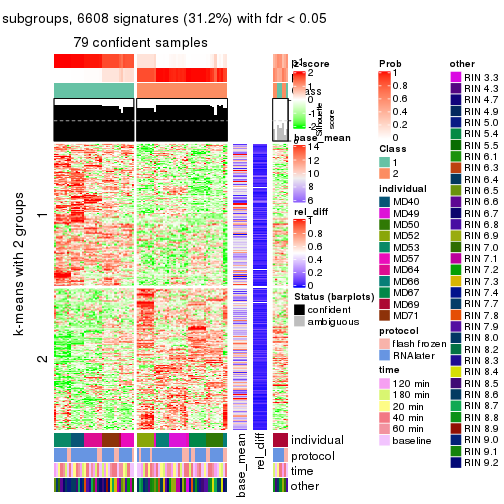 subgroups, 6608 signatures (31.2%) with fdr < 0.05
79 confident samples
k-means with 2 groups
1
2
z-score
2
1
0
-1
-2
Silhouette
score
base_mean
14
12
10
8
6
rel_diff
1
0.8
0.6
0.4
0.2
0
Status (barplots)
confident
ambiguous
individual
protocol
time
other
base_mean
rel_diff
Prob
1
0.8
0.6
0.4
0.2
0
Class
1
2
individual
MD40
MD49
MD50
MD52
MD53
MD57
MD64
MD66
MD67
MD69
MD71
protocol
flash frozen
RNAlater
time
120 min
180 min
20 min
40 min
60 min
baseline
other
RIN 3.3
RIN 4.3
RIN 4.7
RIN 4.9
RIN 5.0
RIN 5.4
RIN 5.5
RIN 6.1
RIN 6.3
RIN 6.4
RIN 6.5
RIN 6.6
RIN 6.7
RIN 6.8
RIN 6.9
RIN 7.0
RIN 7.1
RIN 7.2
RIN 7.3
RIN 7.4
RIN 7.7
RIN 7.8
RIN 7.9
RIN 8.0
RIN 8.2
RIN 8.3
RIN 8.4
RIN 8.5
RIN 8.6
RIN 8.7
RIN 8.8
RIN 8.9
RIN 9.0
RIN 9.1
RIN 9.2